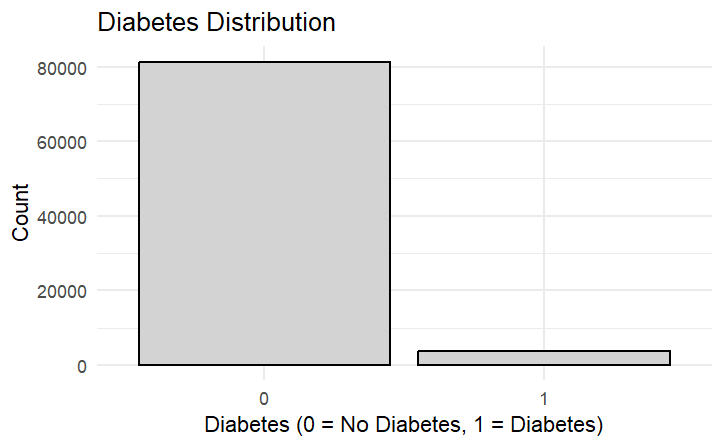 Diabetes Distribution
80000
60000
40000
20000
0
Count
0 1
Diabetes (0 = No Diabetes, 1 = Diabetes)